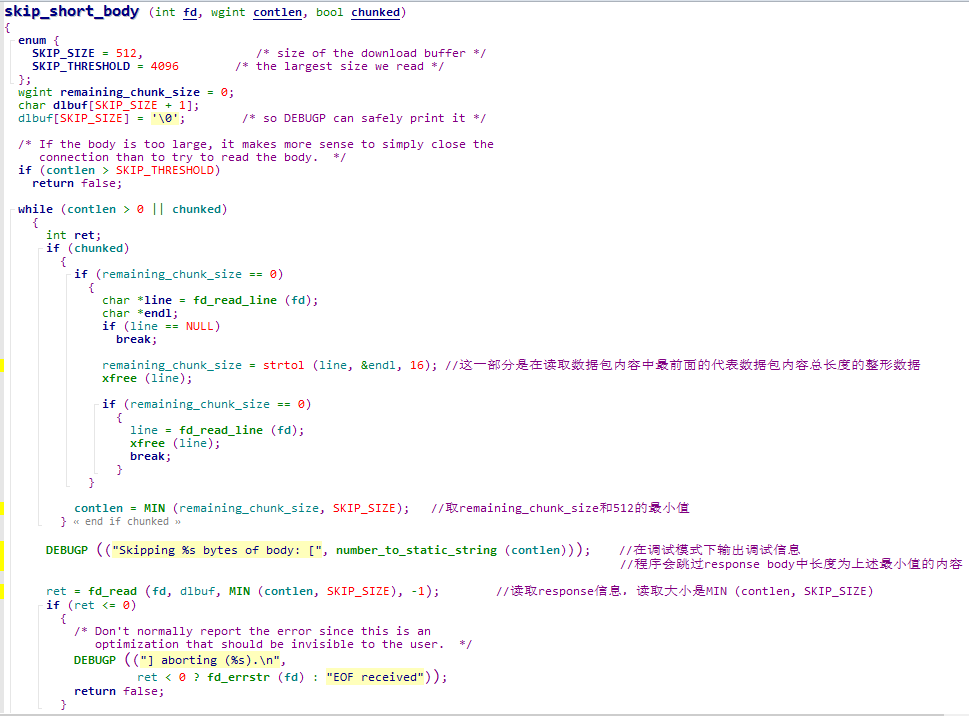 skip_short_body (int fd, wgint contlen, bool chunked)
{
  enum {
    SKIP_SIZE = 512,                /* size of the download buffer */
    SKIP_THRESHOLD = 4096        /* the largest size we read */
  };
  wgint remaining_chunk_size = 0;
  char dlbuf[SKIP_SIZE + 1];
  dlbuf[SKIP_SIZE] = '\0';        /* so DEBUGP can safely print it */

  /* If the body is too large, it makes more sense to simply close the
     connection than to try to read the body.  */
  if (contlen > SKIP_THRESHOLD)
    return false;

  while (contlen > 0 || chunked)
    {
      int ret;
      if (chunked)
        {
          if (remaining_chunk_size == 0)
            {
              char *line = fd_read_line (fd);
              char *endl;
              if (line == NULL)
                break;

              remaining_chunk_size = strtol (line, &endl, 16); //这一部分是在读取数据包内容中最前面的代表数据包内容总长度的整形数据
              xfree (line);

              if (remaining_chunk_size == 0)
                {
                  line = fd_read_line (fd);
                  xfree (line);
                  break;
                }
            }

          contlen = MIN (remaining_chunk_size, SKIP_SIZE);   //取remaining_chunk_size和512的最小值
        } « end if chunked »

      DEBUGP (("Skipping %s bytes of body: [", number_to_static_string (contlen)));    //在调试模式下输出调试信息
                                                                                       //程序会跳过response body中长度为上述最小值的内容

      ret = fd_read (fd, dlbuf, MIN (contlen, SKIP_SIZE), -1);        //读取response信息，读取大小是MIN (contlen, SKIP_SIZE)
      if (ret <= 0)
        {
          /* Don't normally report the error since this is an
             optimization that should be invisible to the user.  */
          DEBUGP (("] aborting (%s).\n",
                   ret < 0 ? fd_errstr (fd) : "EOF received"));
          return false;
        }